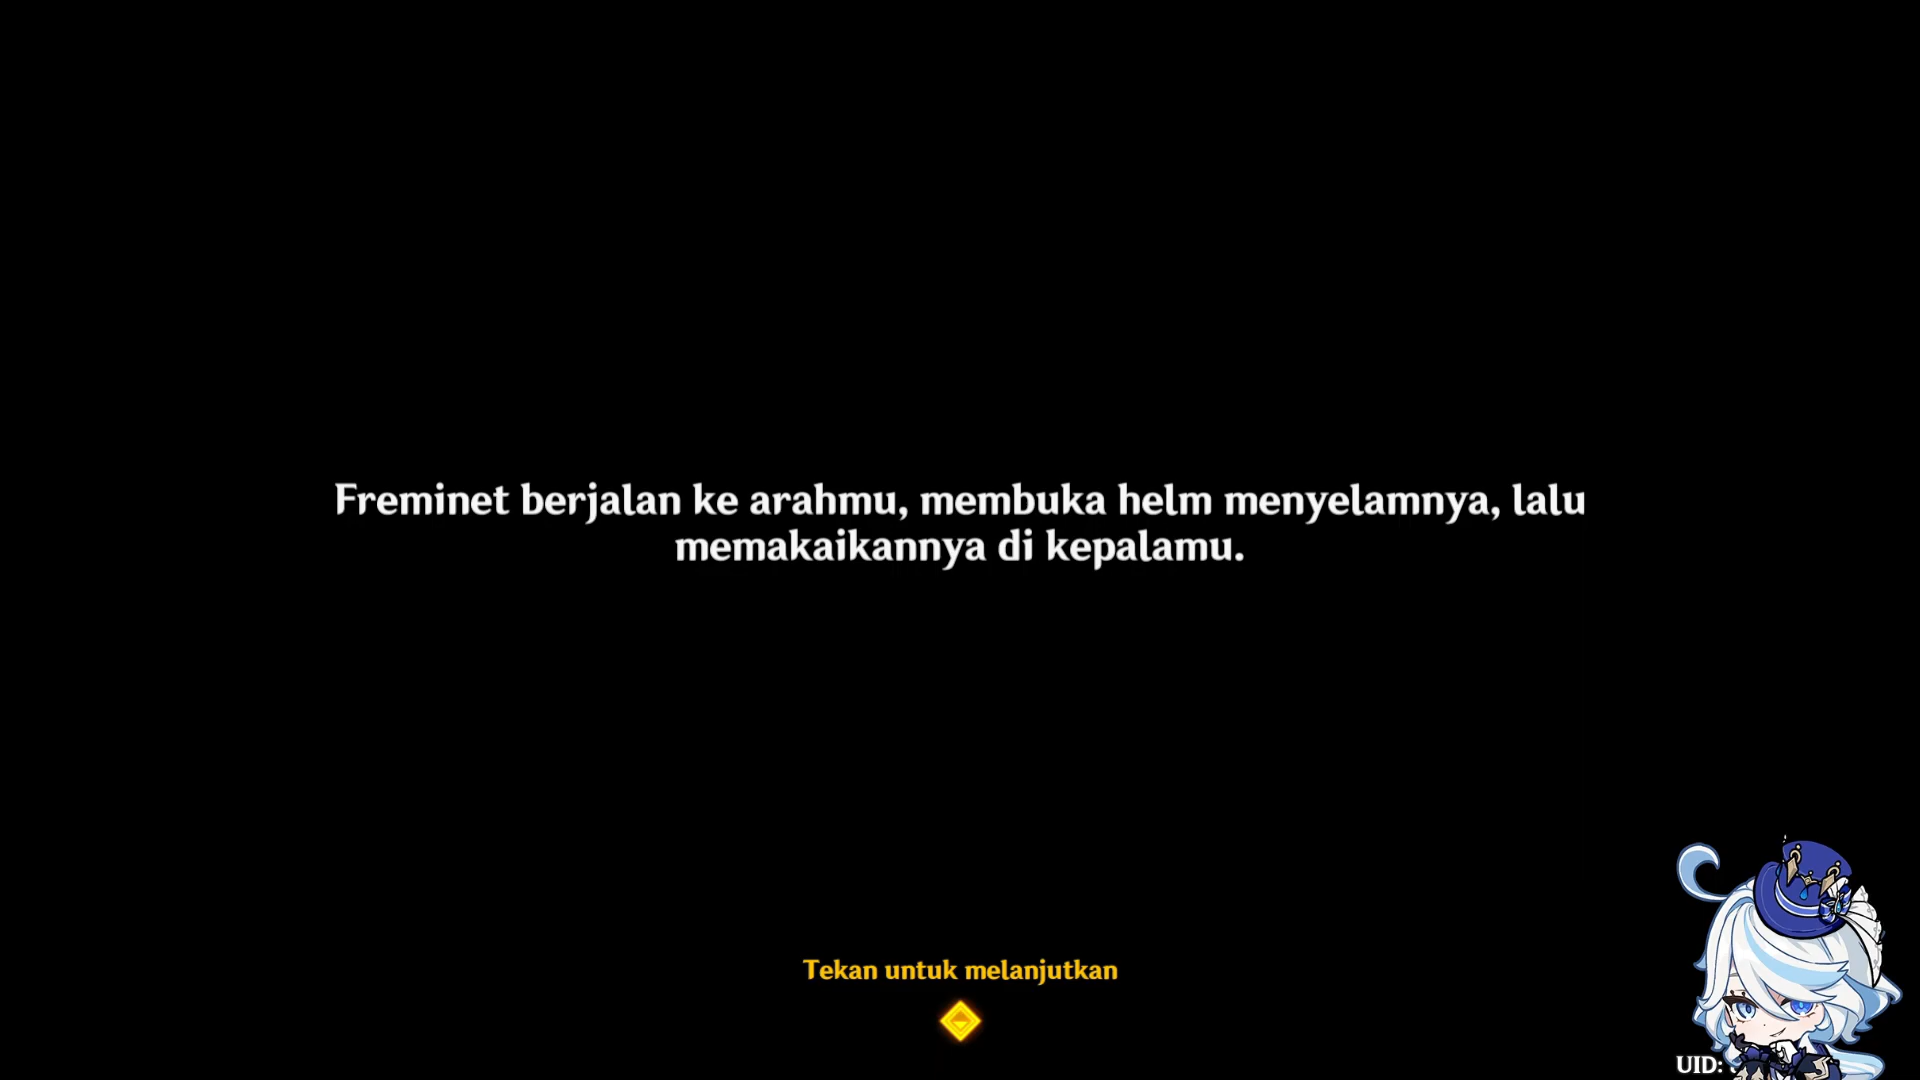 Freminet berjalan ke arahmu, membuka helm menyelamnya, lalu
memakaikannya di kepalamu.
Tekan untuk melanjutkan
UID: